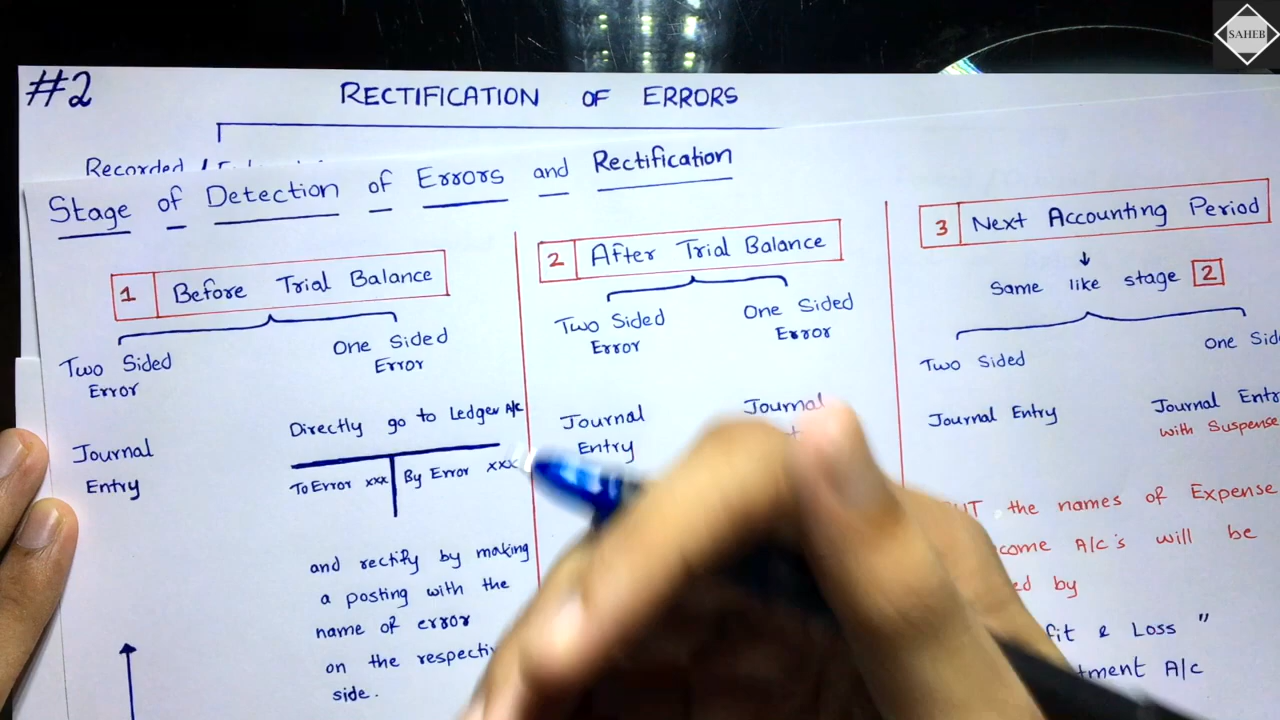 SAHEB
#2
RECTIFICATION OF ERRORS
Recorded
Stage of Detection of Errors and Rectification
1 Before Trial Balance
Two Sided
Error
One Sided
Error
Journal
Entry
Directly go to Ledger A/c
To Error xxx
By Error xxx
and rectify by making
a posting with the
name of error
on the
side.
2 After Trial Balance
Two Sided
Error
One Sided
Error
Journal
Entry
Journal
3 Next Accounting Period
Same like stage 2
Two Sided
One
Journal Entry
Journal
with Suspense
the names of Expense
A/c's will be
by
& Loss "
A/c